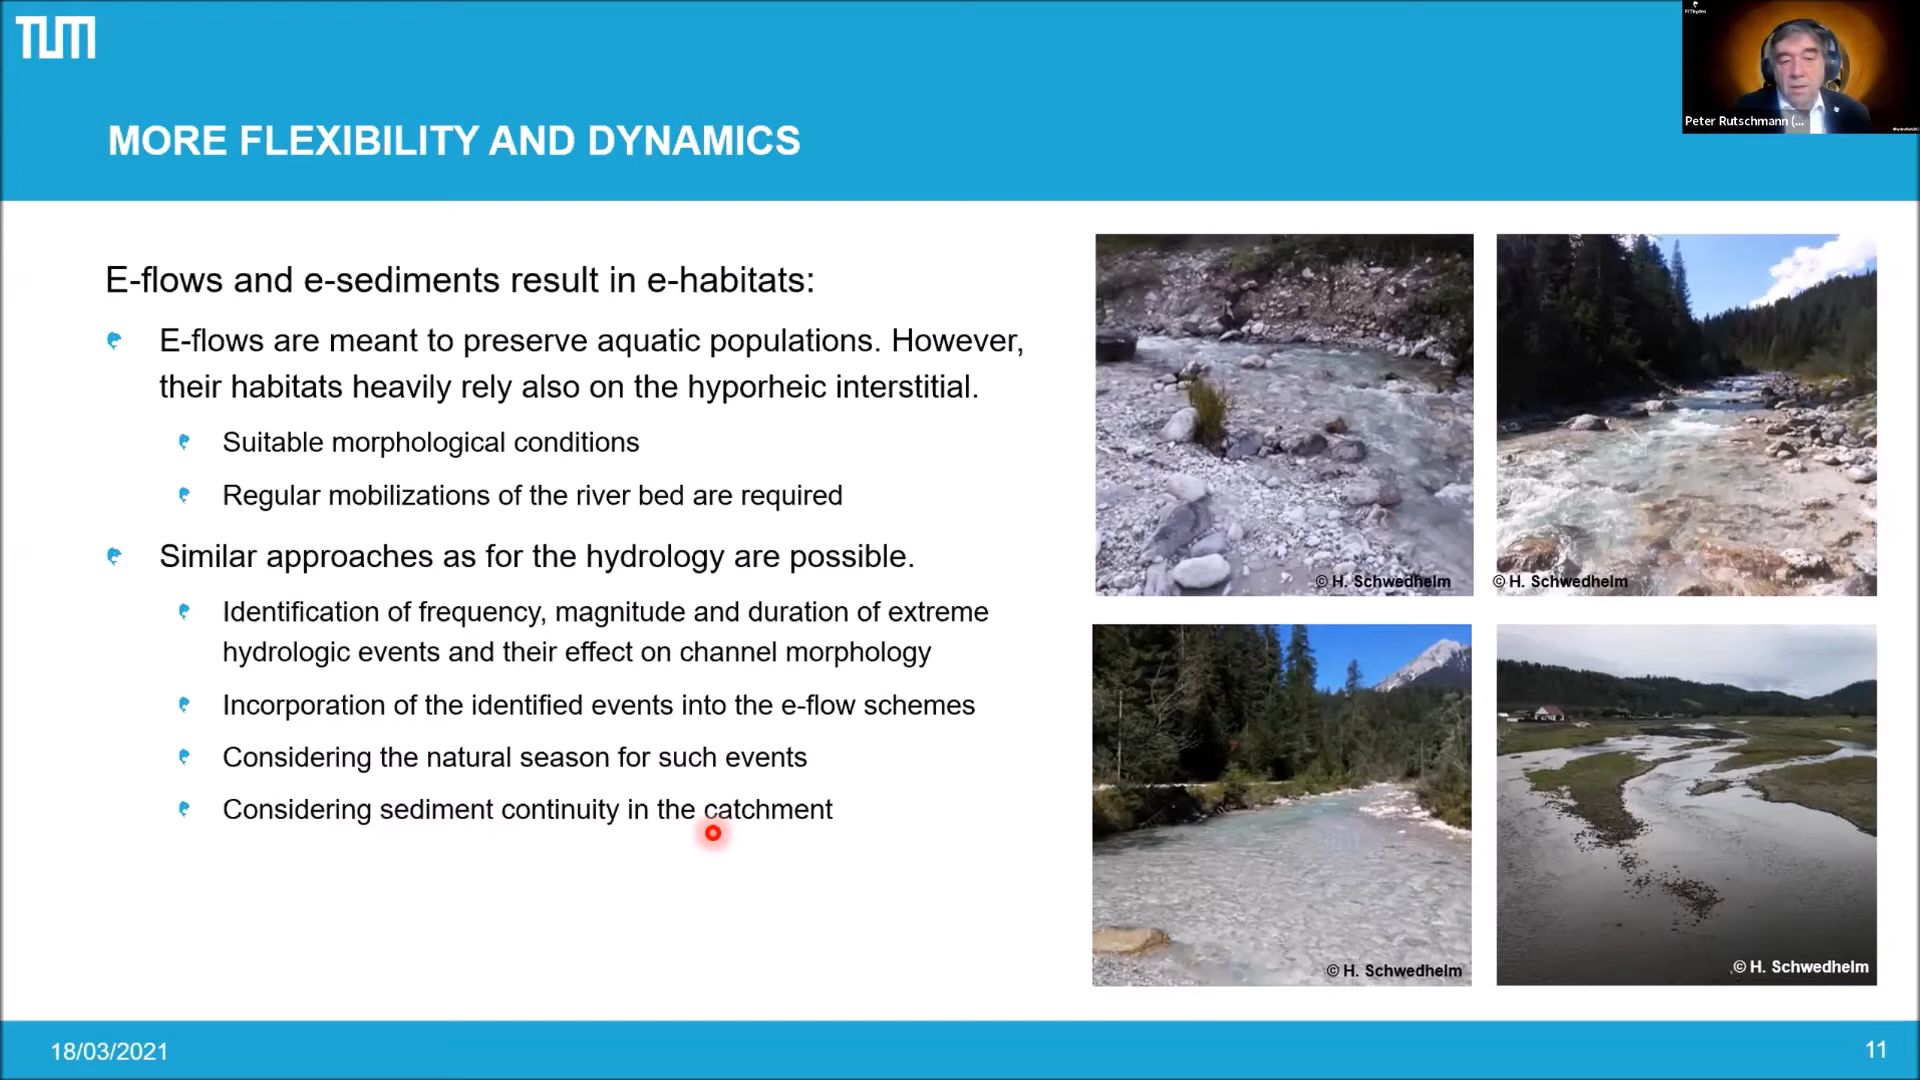 TUM
FIThydro
Peter Rutschmann (...
MORE FLEXIBILITY AND DYNAMICS
E-flows and e-sediments result in e-habitats:
E-flows are meant to preserve aquatic populations. However,
their habitats heavily rely also on the hyporheic interstitial.
Suitable morphological conditions
Regular mobilizations of the river bed are required
Similar approaches as for the hydrology are possible.
Identification of frequency, magnitude and duration of extreme
hydrologic events and their effect on channel morphology
Incorporation of the identified events into the e-flow schemes
Considering the natural season for such events
Considering sediment continuity in the catchment
© H. Schwedhelm
© H. Schwedhelm
© H. Schwedhelm
© H. Schwedhelm
18/03/2021
11